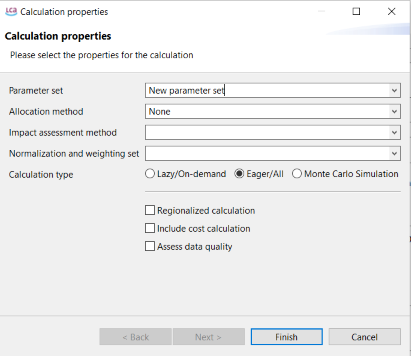 LCA Calculation properties
Calculation properties
Please select the properties for the calculation
Parameter set New parameter set
Allocation method None
Impact assessment method
Normalization and weighting set
Calculation type Lazy/On-demand Eager/All Monte Carlo Simulation
Regionalized calculation
Include cost calculation
Assess data quality
< Back Next > Finish Cancel